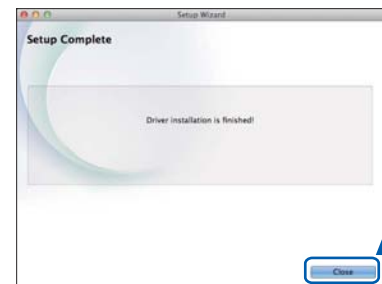 Setup Wizard
Setup Complete
Driver installation is finished!
Close